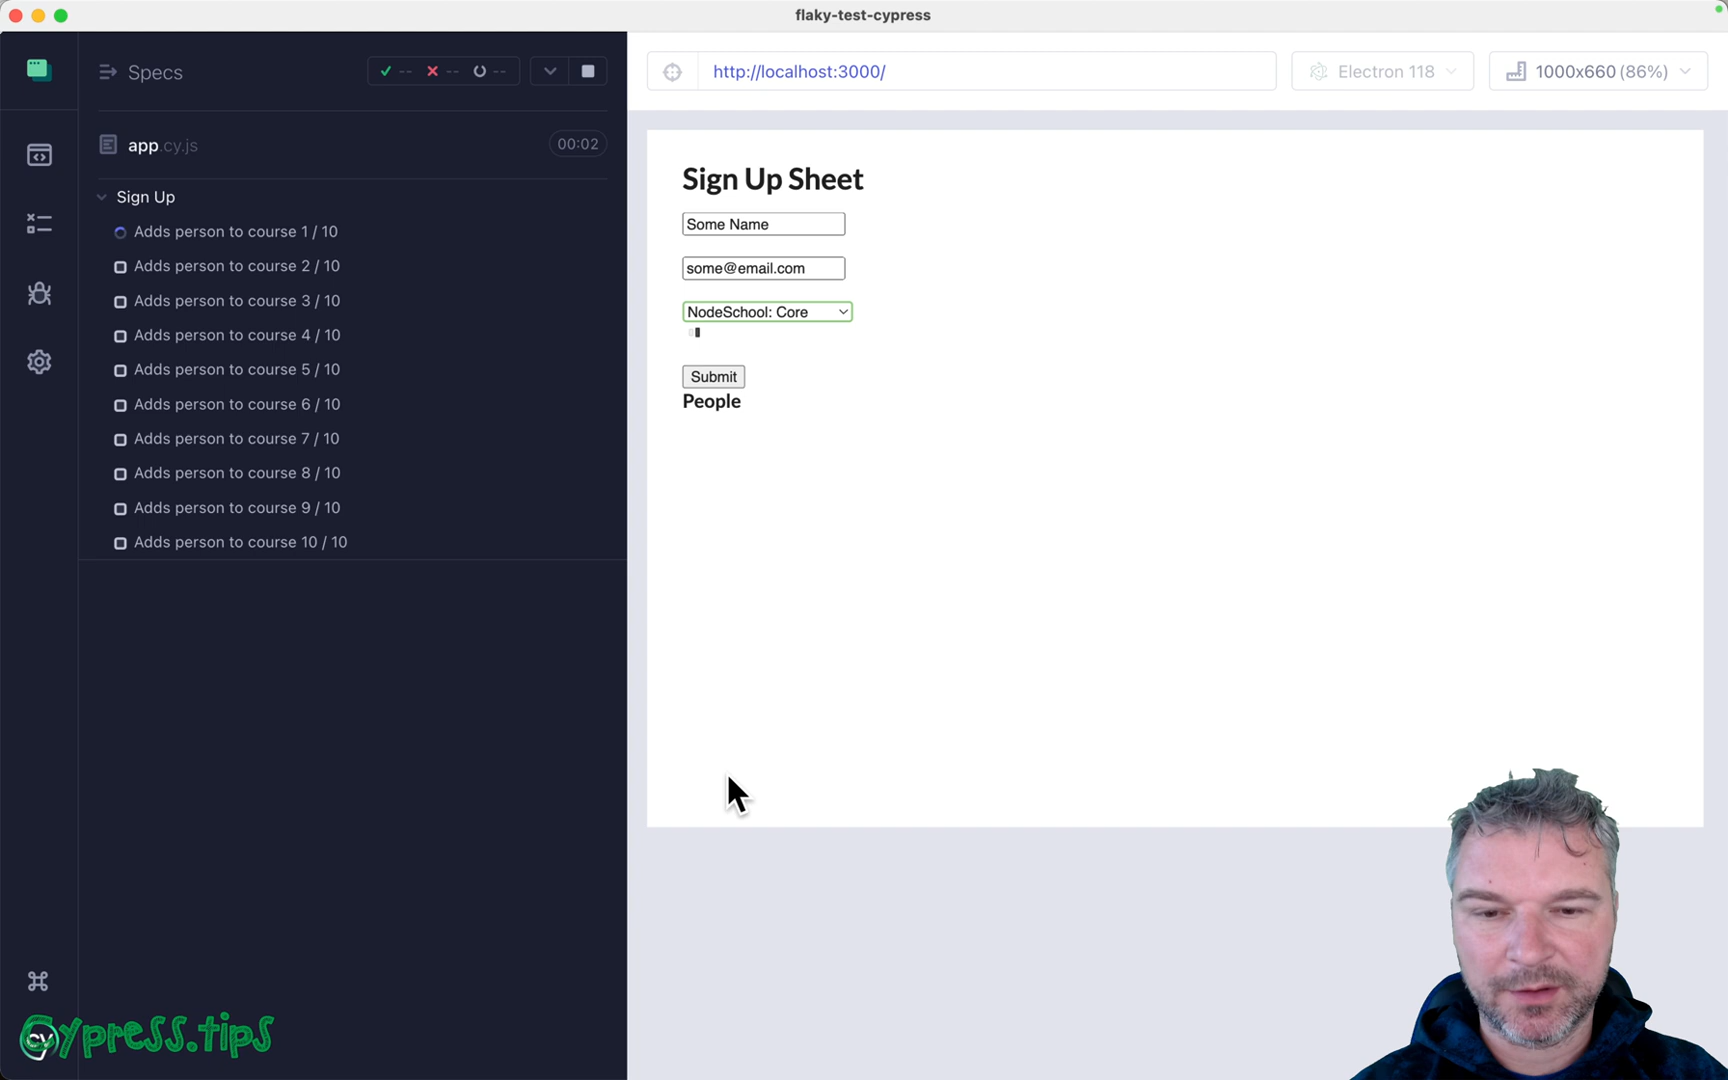 flaky-test-cypress
Specs
-- -- --
app.cy.js
00:02
Sign Up
Adds person to course 1 / 10
Adds person to course 2 / 10
Adds person to course 3 / 10
Adds person to course 4 / 10
Adds person to course 5 / 10
Adds person to course 6 / 10
Adds person to course 7 / 10
Adds person to course 8 / 10
Adds person to course 9 / 10
Adds person to course 10 / 10
Cypress.tips
cy
http://localhost:3000/
Electron 118
1000x660 (86%)
Sign Up Sheet
Some Name
some@email.com
NodeSchool: Core
Submit
People